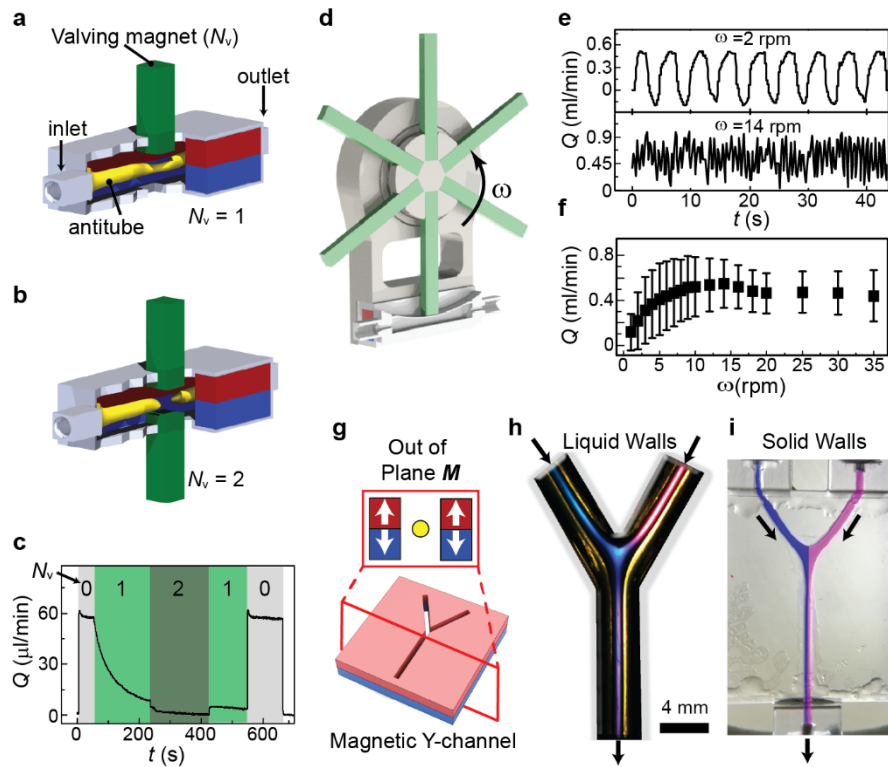 a
Valving magnet (Nv)
outlet
inlet
antitube
Nv = 1
b
Nv = 2
c
Nv
0 1 2 1 0
Q (µl/min)
60
30
0
0 200 400 600
t (s)
d
ω
e
ω =2 rpm
Q (ml/min)
0.6
0.3
0
ω =14 rpm
0.9
0.45
0
0 10 20 30 40
t (s)
f
Q (ml/min)
0.8
0.4
0
0 5 10 15 20 25 30 35
ω(rpm)
g
Out of
Plane M
Magnetic Y-channel
h
Liquid Walls
4 mm
i
Solid Walls